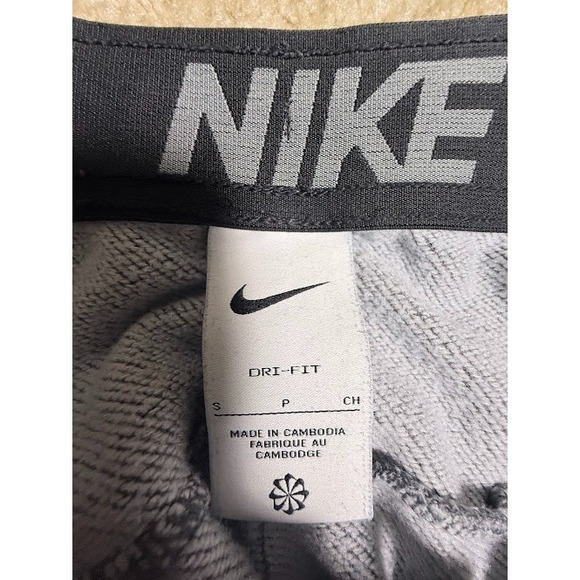 NIKE
DRI-FIT
S P CH
MADE IN CAMBODIA
FABRIQUE AU
CAMBODGE